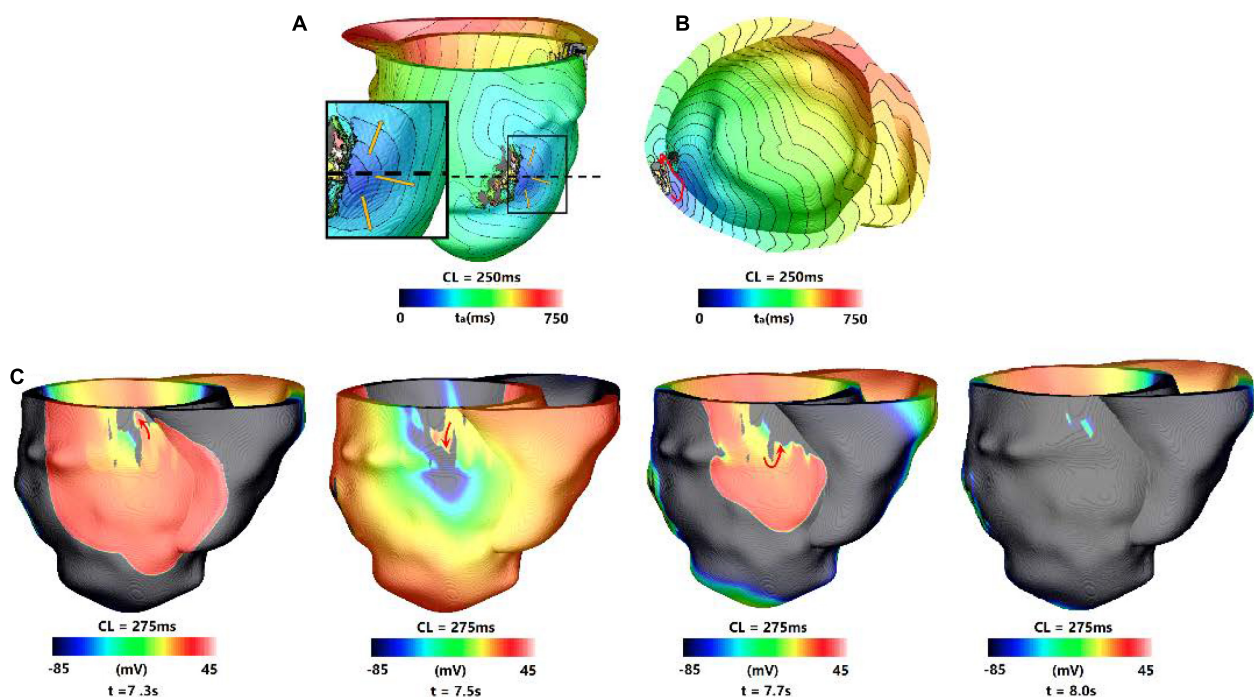 A
B
CL = 250ms
0 tₐ(ms) 750
CL = 250ms
0 tₐ(ms) 750
C
CL = 275ms
-85 (mV) 45
t =7.3s
CL = 275ms
-85 (mV) 45
t = 7.5s
CL = 275ms
-85 (mV) 45
t = 7.7s
CL = 275ms
-85 (mV) 45
t = 8.0s